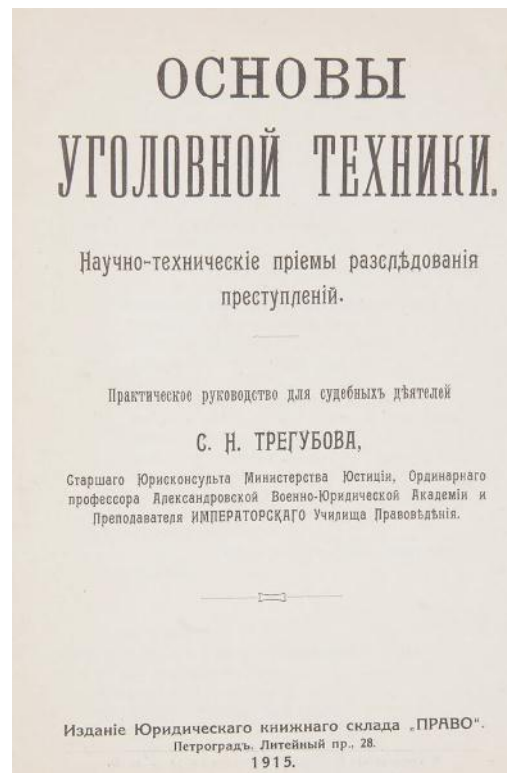 ОСНОВЫ
УГОЛОВНОЙ ТЕХНИКИ.
Научно-техническіе пріемы разслѣдованія
преступленій.
Практическое руководство для судебныхъ дѣятелей
С. Н. ТРЕГУБОВА,
Старшаго Юрисконсульта Министерства Юстиціи, Ординарнаго
профессора Александровской Военно-Юридической Академіи и
Преподавателя ИМПЕРАТОРСКАГО Училища Правовѣдѣнія.
Изданіе Юридическаго книжнаго склада „ПРАВО“.
Петроградъ. Литейный пр., 28.
1915.